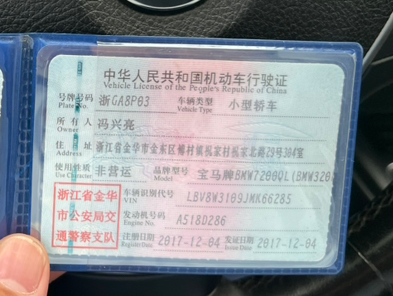 中华人民共和国机动车行驶证
Vehicle License of the People's Republic of China
号牌号码 浙GA8P03 车辆类型 小型轿车
Plate No. Vehicle Type
所有人 冯兴亮
Owner
住址 浙江省金华市金东区
Address
使用性质 非营运 品牌型号 宝马牌BMW7200QL(BMW320
Use Character Model
浙江省金华 车辆识别代号 LBV8W3109JMK66285
VIN
市公安局交 发动机号码 A518D286
Engine No.
通警察支队 注册日期 2017-12-04 发证日期 2017-12-04
Register Date Issue Date